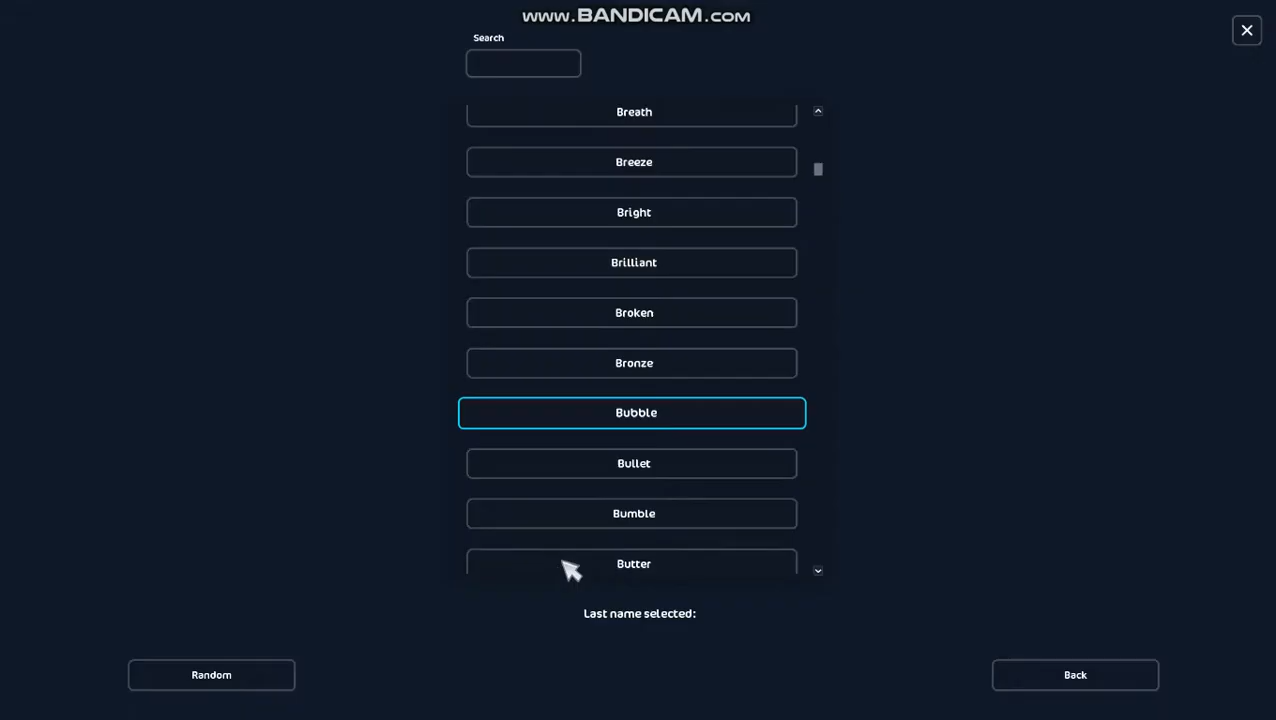 www.BANDICAM.com
Search
Breath
Breeze
Bright
Brilliant
Broken
Bronze
Bubble
Bullet
Bumble
Butter
Last name selected:
Random
Back